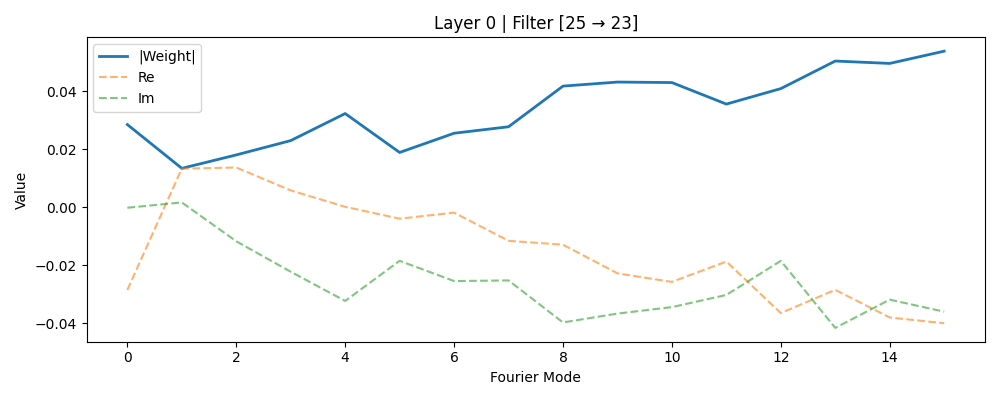 Layer 0 | Filter [25 → 23]
|Weight|
Re
Im
Value
0.04
0.02
0.00
−0.02
−0.04
0 2 4 6 8 10 12 14
Fourier Mode